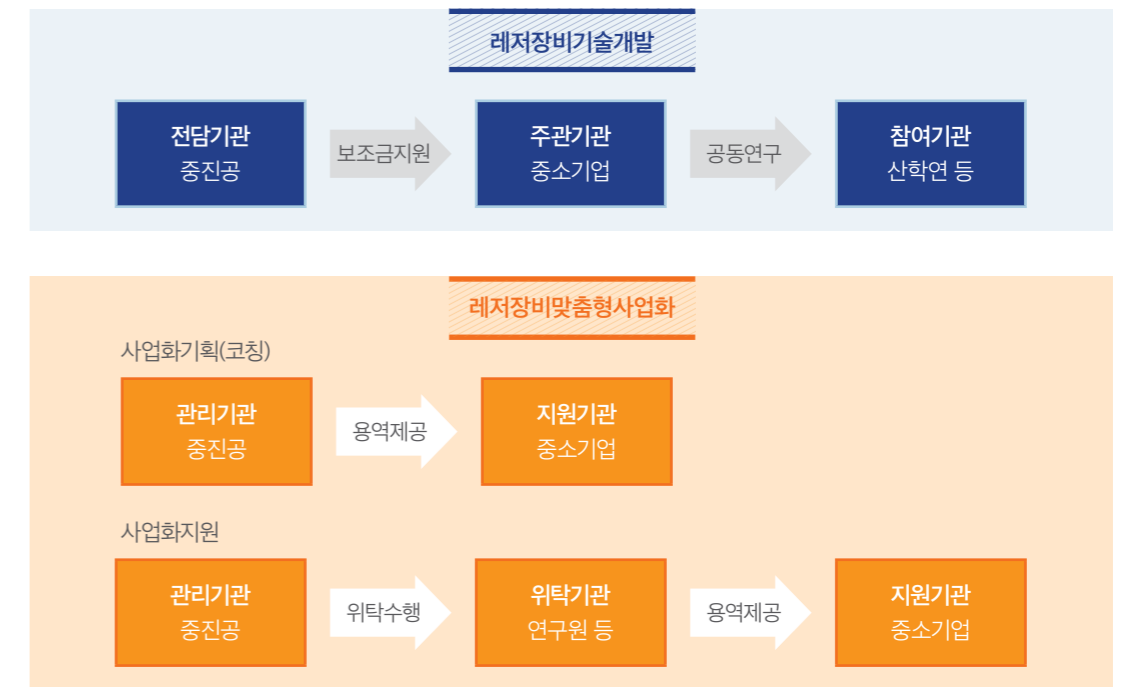 레저장비기술개발
전담기관
중진공
보조금지원
주관기관
중소기업
공동연구
참여기관
산학연 등
레저장비맞춤형사업화
사업화기획(코칭)
관리기관
중진공
용역제공
지원기관
중소기업
사업화지원
관리기관
중진공
위탁수행
위탁기관
연구원 등
용역제공
지원기관
중소기업